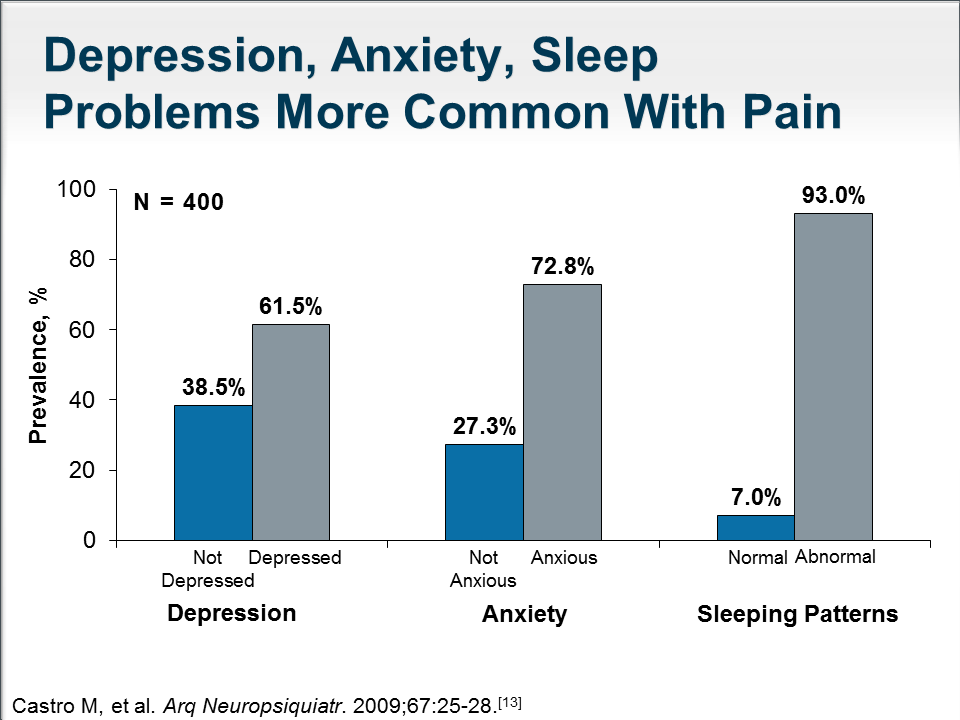 Depression, Anxiety, Sleep
Problems More Common With Pain
N = 400
Prevalence, %
100
80
60
40
20
0
38.5%
61.5%
27.3%
72.8%
7.0%
93.0%
Not Depressed
Depressed
Not Anxious
Anxious
Normal
Abnormal
Depression
Anxiety
Sleeping Patterns
Castro M, et al. Arq Neuropsiquiatr. 2009;67:25-28.[13]